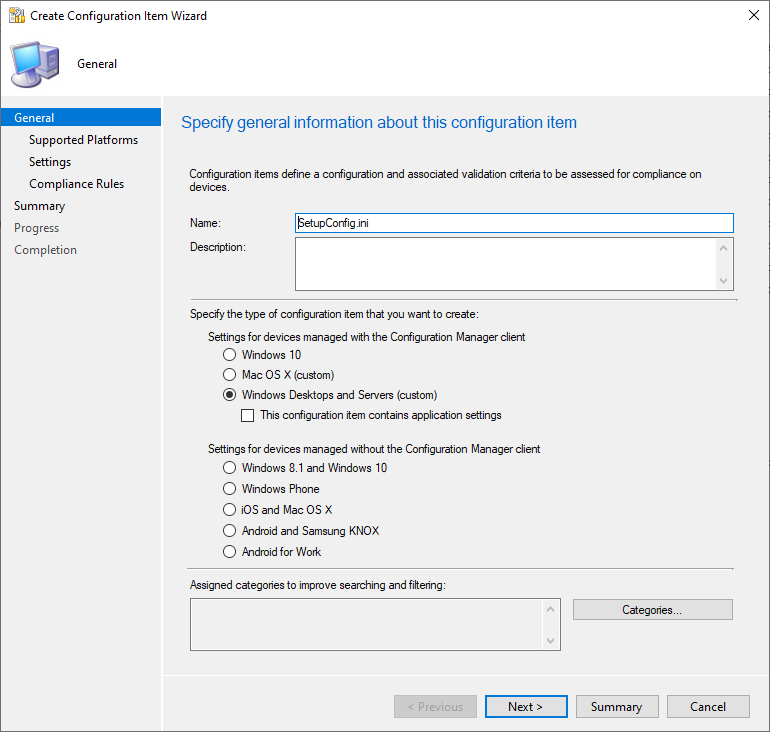 Create Configuration Item Wizard
General
General
Supported Platforms
Settings
Compliance Rules
Summary
Progress
Completion
Specify general information about this configuration item
Configuration items define a configuration and associated validation criteria to be assessed for compliance on
devices.
Name:
SetupConfig.ini
Description:
Specify the type of configuration item that you want to create:
Settings for devices managed with the Configuration Manager client
Windows 10
Mac OS X (custom)
Windows Desktops and Servers (custom)
This configuration item contains application settings
Settings for devices managed without the Configuration Manager client
Windows 8.1 and Windows 10
Windows Phone
iOS and Mac OS X
Android and Samsung KNOX
Android for Work
Assigned categories to improve searching and filtering:
Categories...
< Previous
Next >
Summary
Cancel